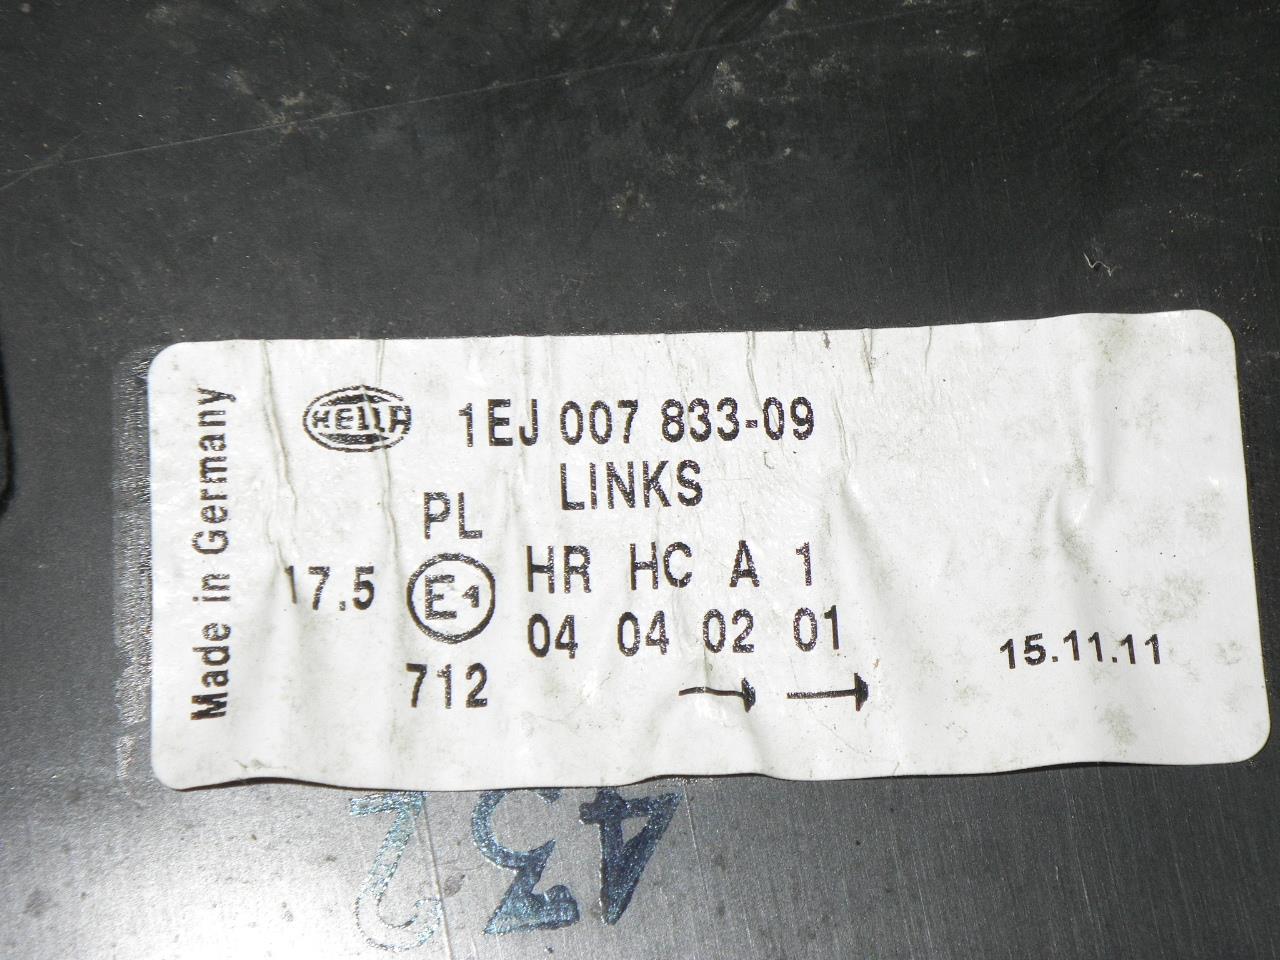 Made in Germany
HELLA 1EJ 007 833-09
LINKS
PL
17.5 E1 HR HC A 1
04 04 02 01
712
15.11.11